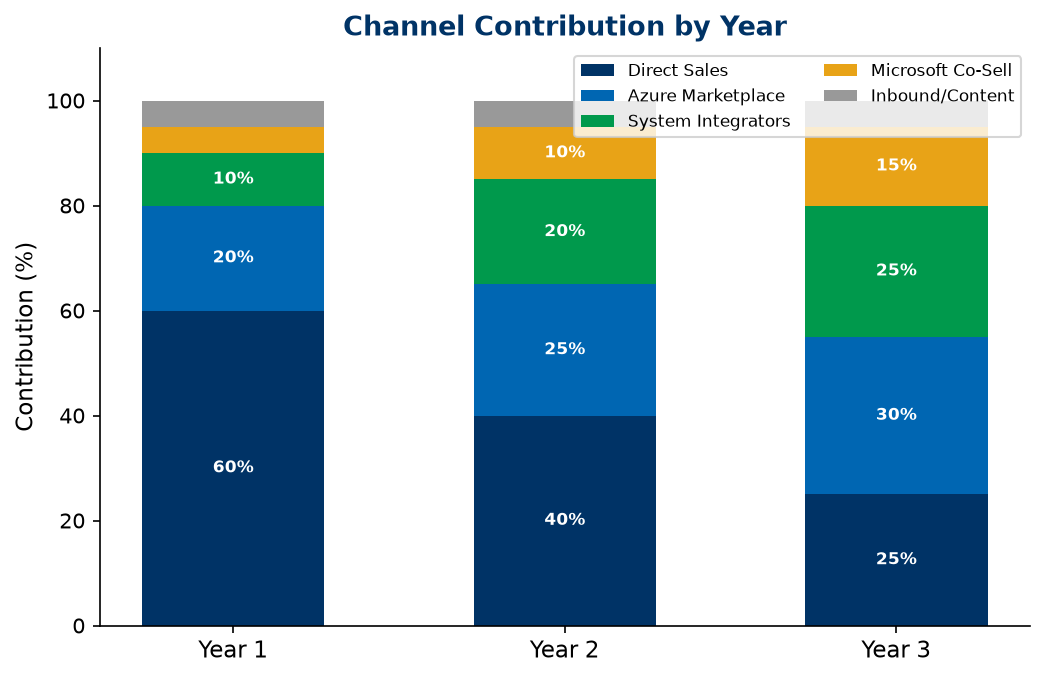 Channel Contribution by Year
Direct Sales
Azure Marketplace
System Integrators
Microsoft Co-Sell
Inbound/Content
Contribution (%)
100
80
60
40
20
0
10%
20%
60%
10%
20%
25%
40%
15%
25%
30%
25%
Year 1
Year 2
Year 3